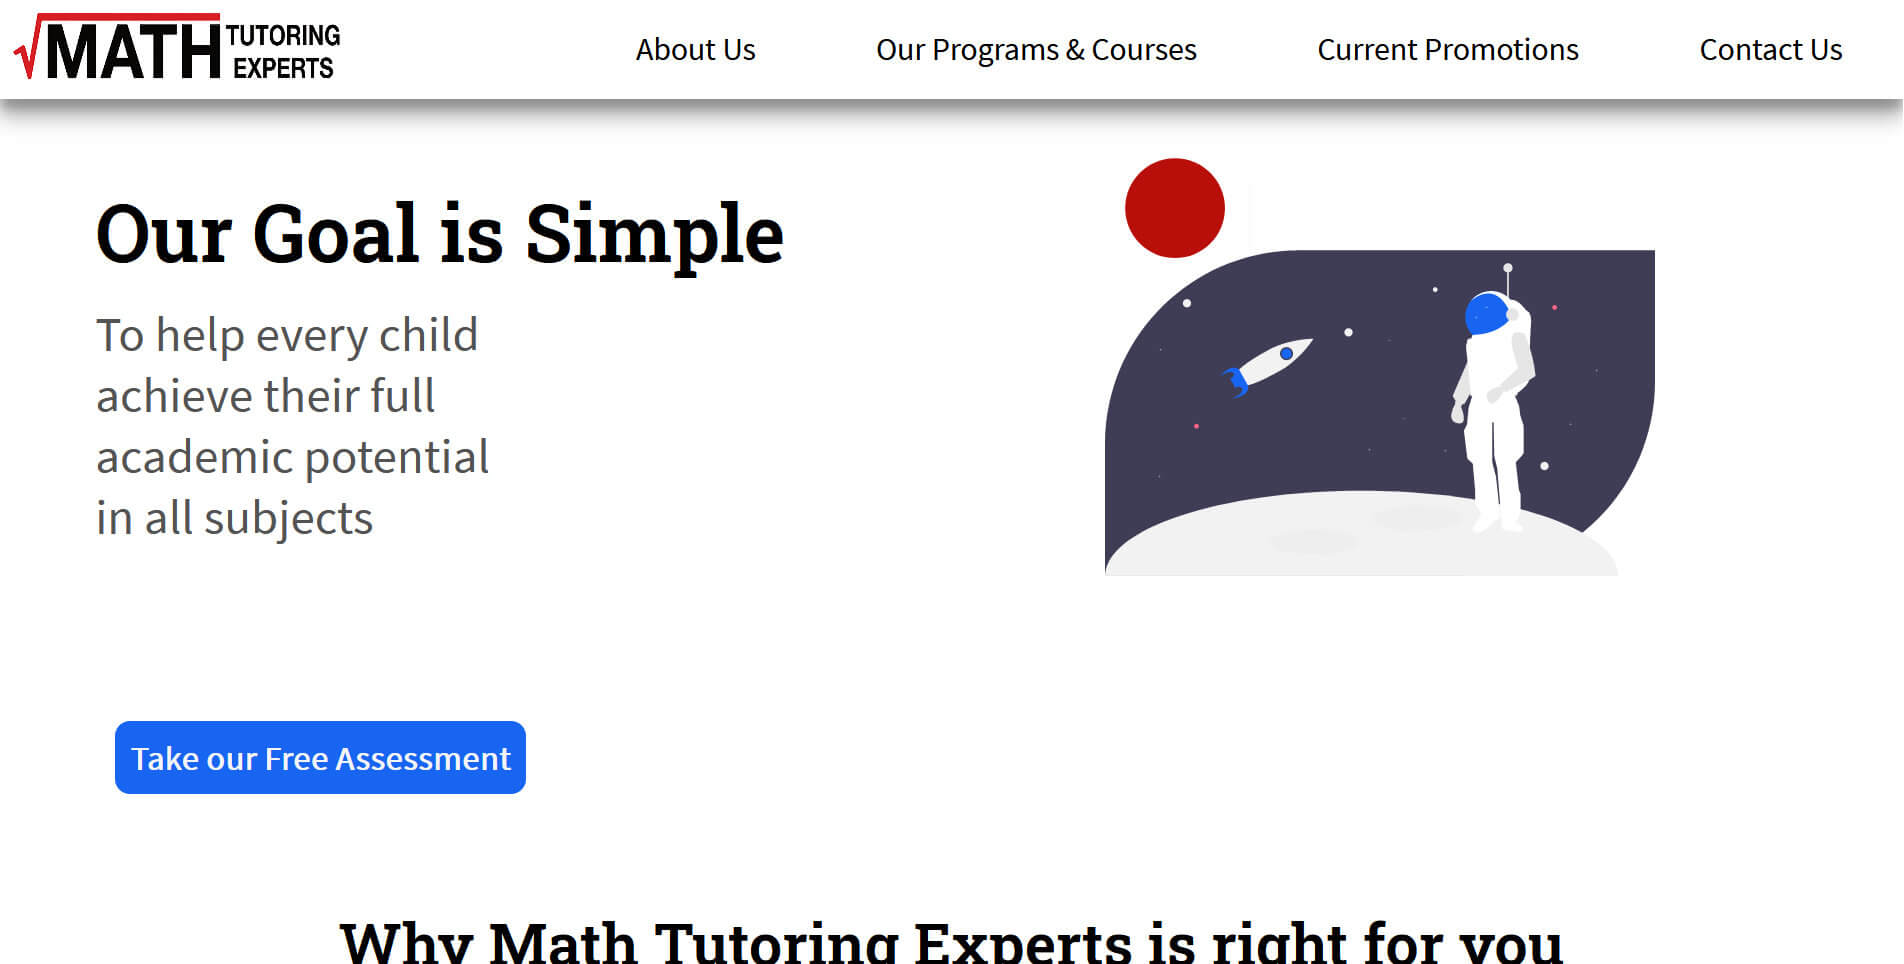 MATH TUTORING EXPERTS
About Us
Our Programs & Courses
Current Promotions
Contact Us
Our Goal is Simple
To help every child
achieve their full
academic potential
in all subjects
Take our Free Assessment
Why Math Tutoring Experts is right for you